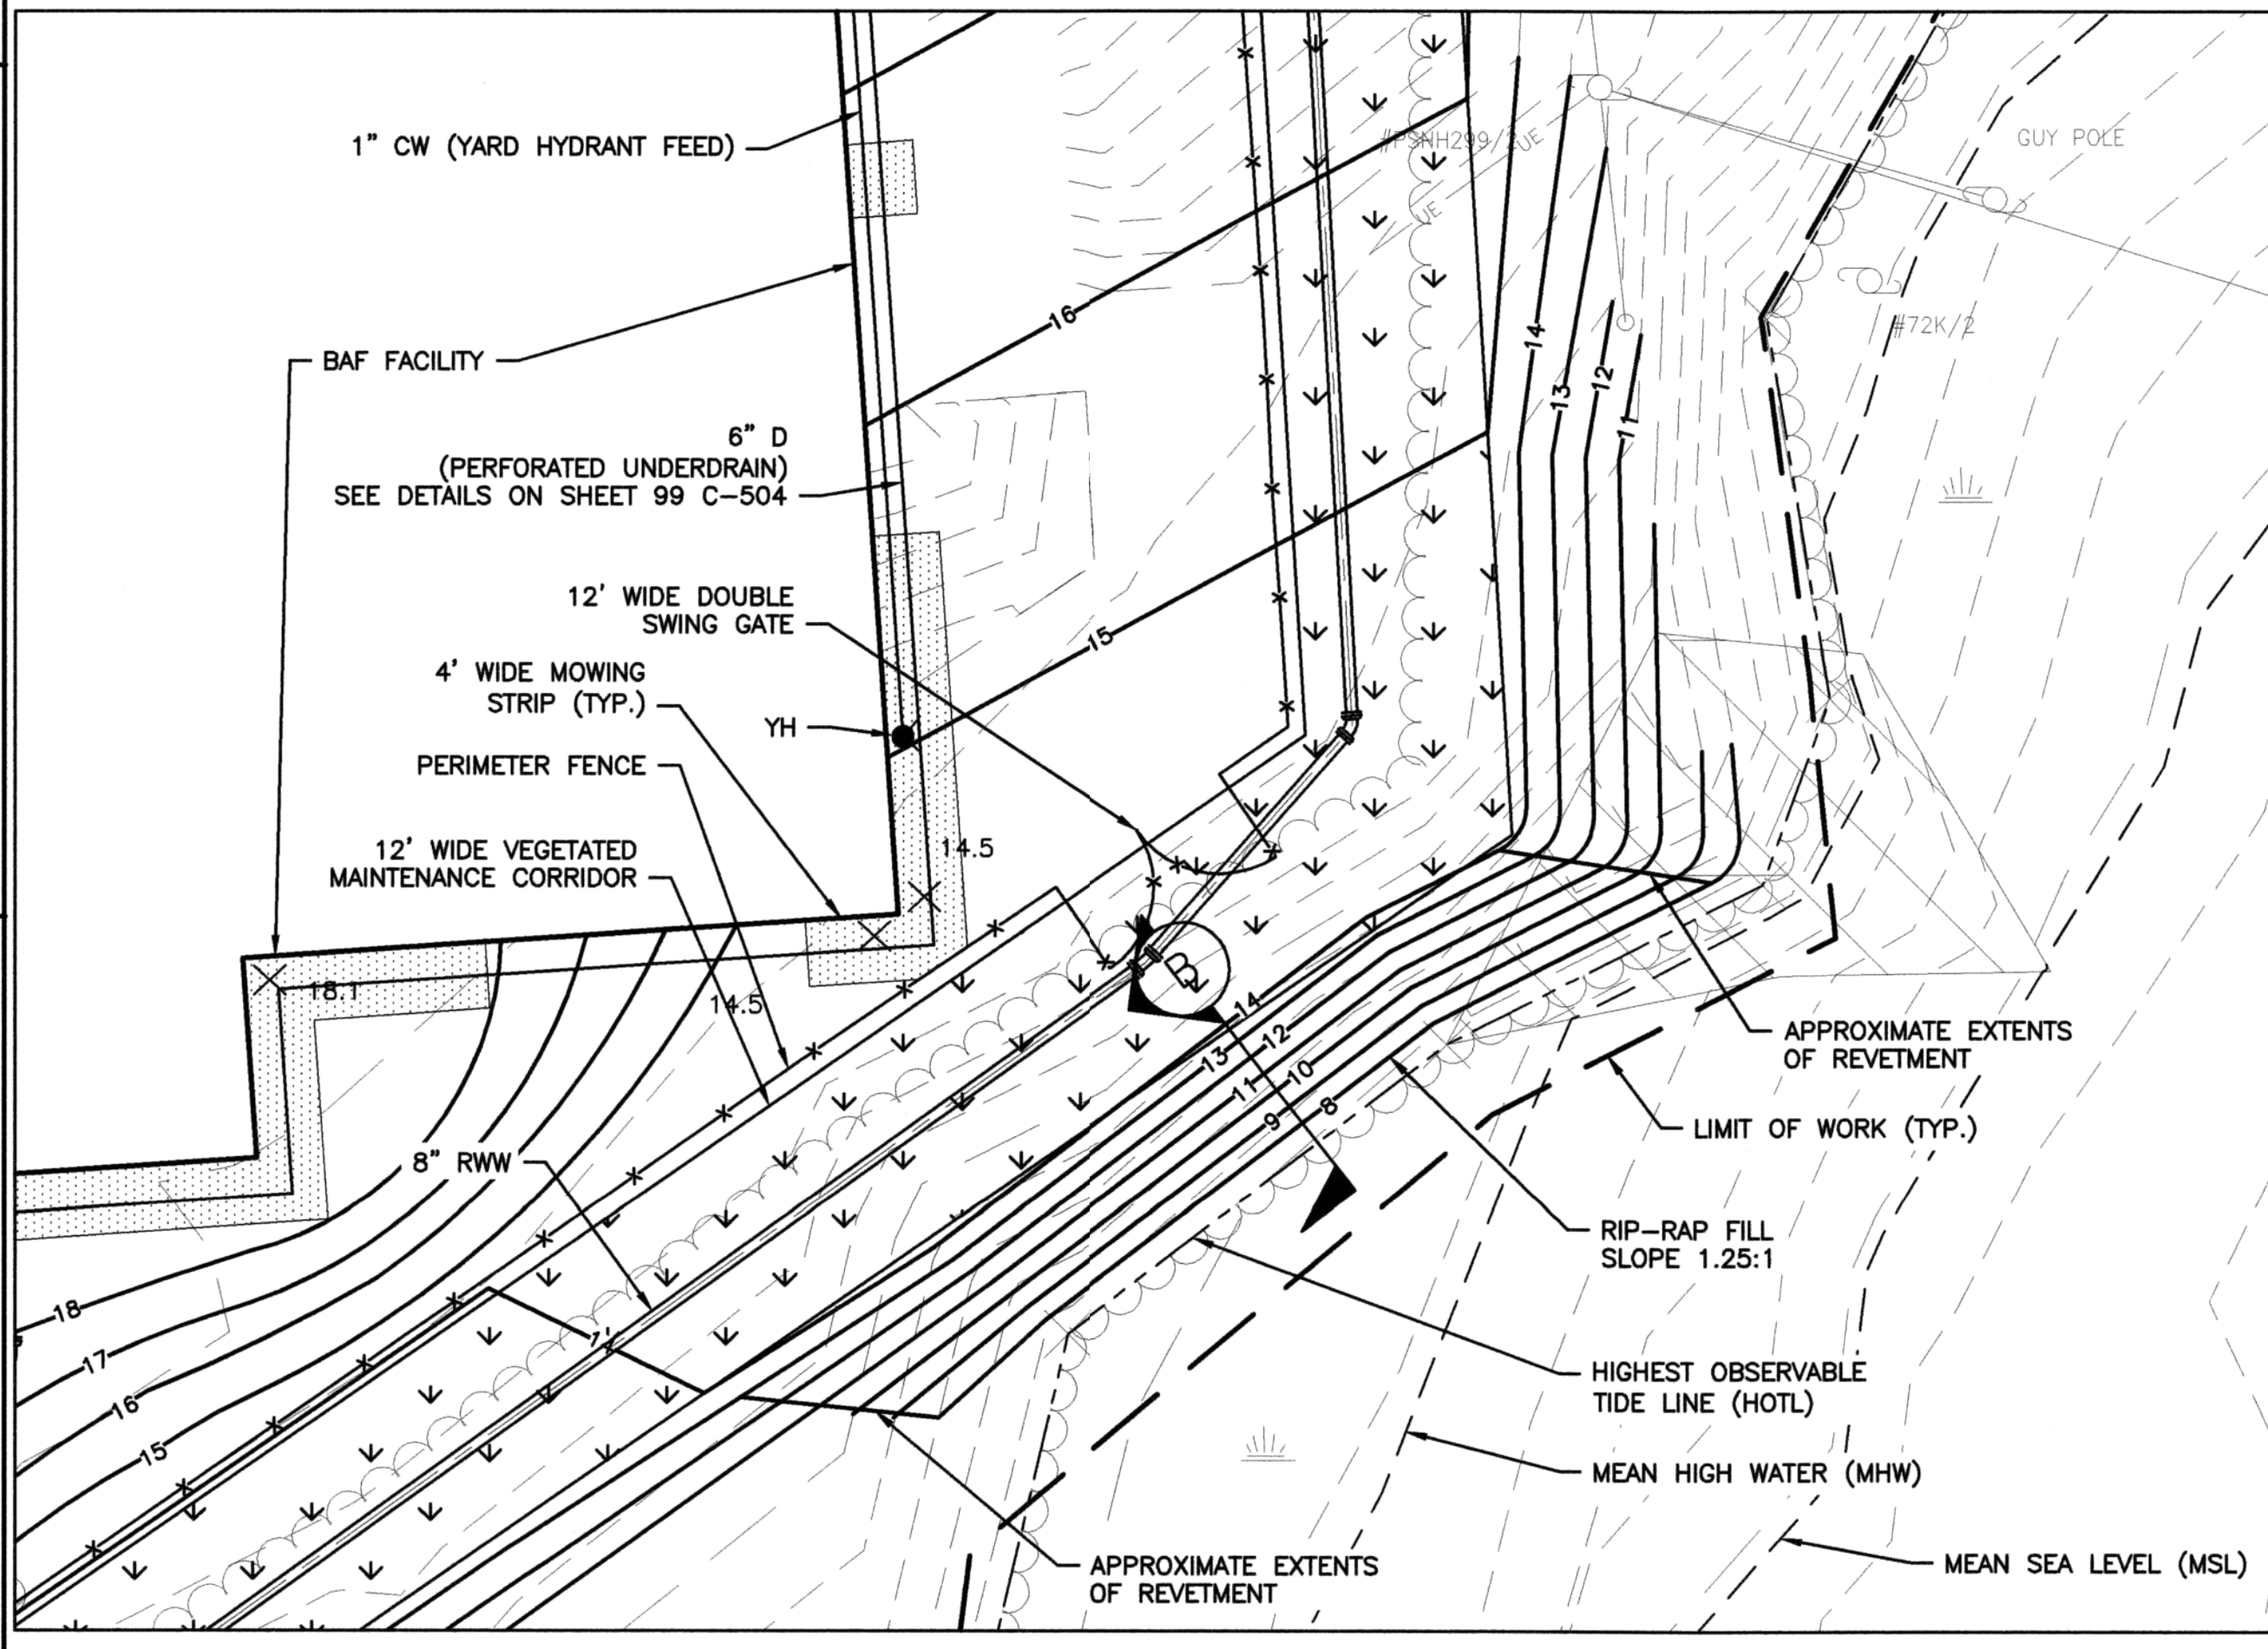 1" CW (YARD HYDRANT FEED)
#PSNH299/2
UE
GUY POLE
UE
16
14
#72K/2
BAF FACILITY
12
13
11
6" D
(PERFORATED UNDERDRAIN)
SEE DETAILS ON SHEET 99 C-504
12' WIDE DOUBLE
SWING GATE
15
4' WIDE MOWING
STRIP (TYP.)
YH
PERIMETER FENCE
14.5
12' WIDE VEGETATED
MAINTENANCE CORRIDOR
B
18.1
14.5
14
13
12
11
10
9
8
APPROXIMATE EXTENTS
OF REVETMENT
LIMIT OF WORK (TYP.)
8" RWW
RIP-RAP FILL
SLOPE 1.25:1
18
17
16
15
HIGHEST OBSERVABLE
TIDE LINE (HOTL)
MEAN HIGH WATER (MHW)
APPROXIMATE EXTENTS
OF REVETMENT
MEAN SEA LEVEL (MSL)